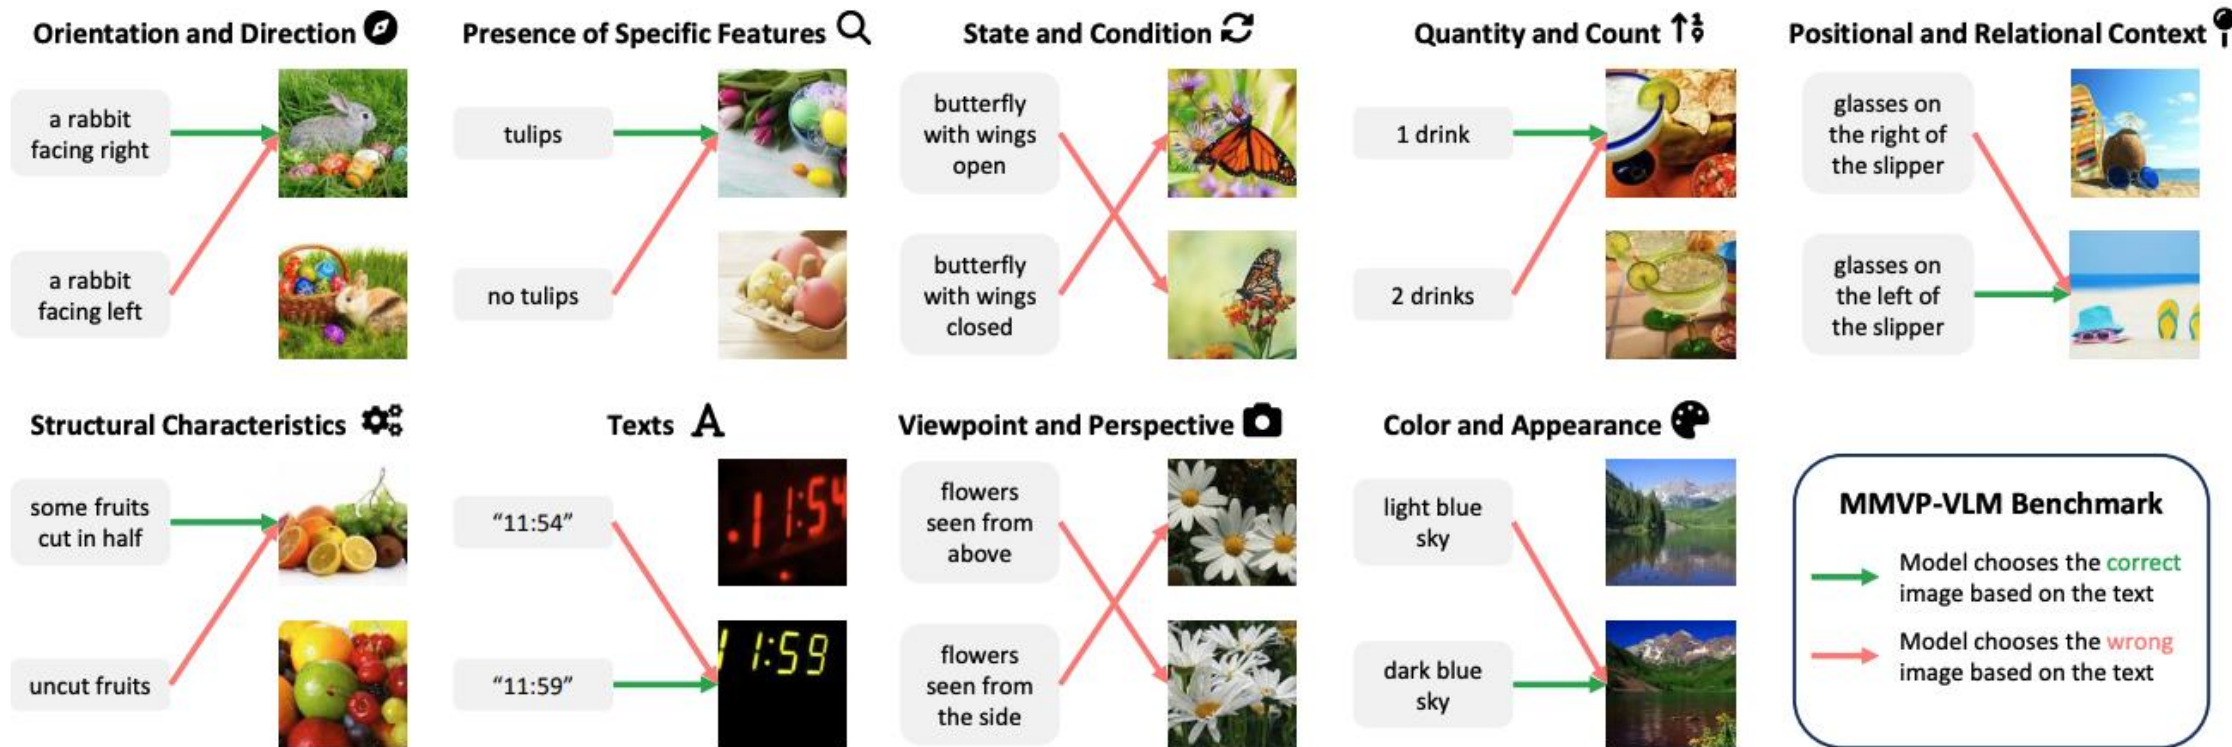 Orientation and Direction
Presence of Specific Features
State and Condition
Quantity and Count
Positional and Relational Context
a rabbit
facing right
a rabbit
facing left
tulips
no tulips
butterfly
with wings
open
butterfly
with wings
closed
1 drink
2 drinks
glasses on
the right of
the slipper
glasses on
the left of
the slipper
Structural Characteristics
Texts
Viewpoint and Perspective
Color and Appearance
some fruits
cut in half
uncut fruits
“11:54”
“11:59”
11:54
11:59
flowers
seen from
above
flowers
seen from
the side
light blue
sky
dark blue
sky
MMVP-VLM Benchmark
Model chooses the correct
image based on the text
Model chooses the wrong
image based on the text